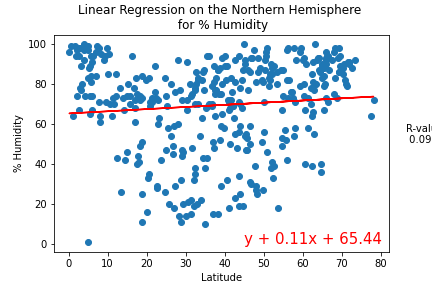 Linear Regression on the Northern Hemisphere
for % Humidity
100
80
60
40
20
0
% Humidity
0 10 20 30 40 50 60 70 80
Latitude
y + 0.11x + 65.44
0.09